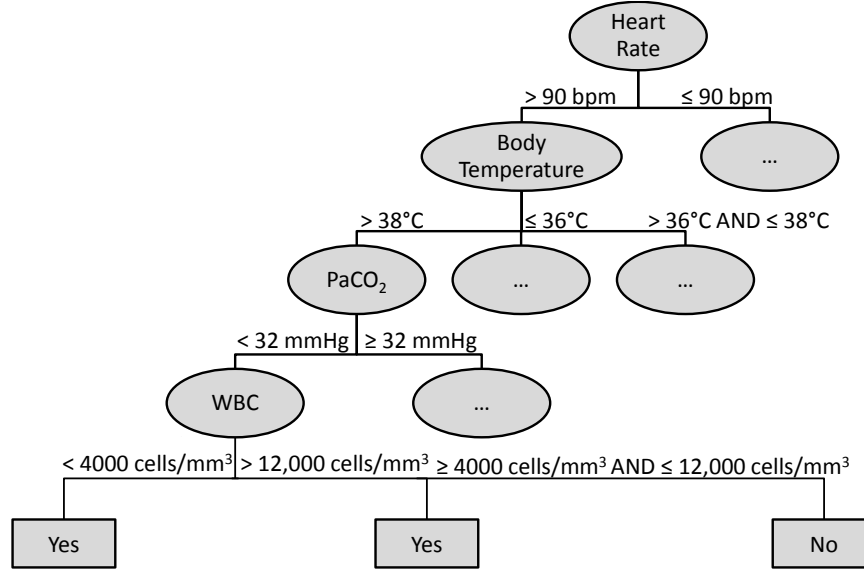 Heart
Rate
> 90 bpm ≤ 90 bpm
Body
Temperature
...
> 38°C ≤ 36°C > 36°C AND ≤ 38°C
PaCO₂
...
...
< 32 mmHg ≥ 32 mmHg
WBC
...
< 4000 cells/mm³ > 12,000 cells/mm³ ≥ 4000 cells/mm³ AND ≤ 12,000 cells/mm³
Yes
Yes
No